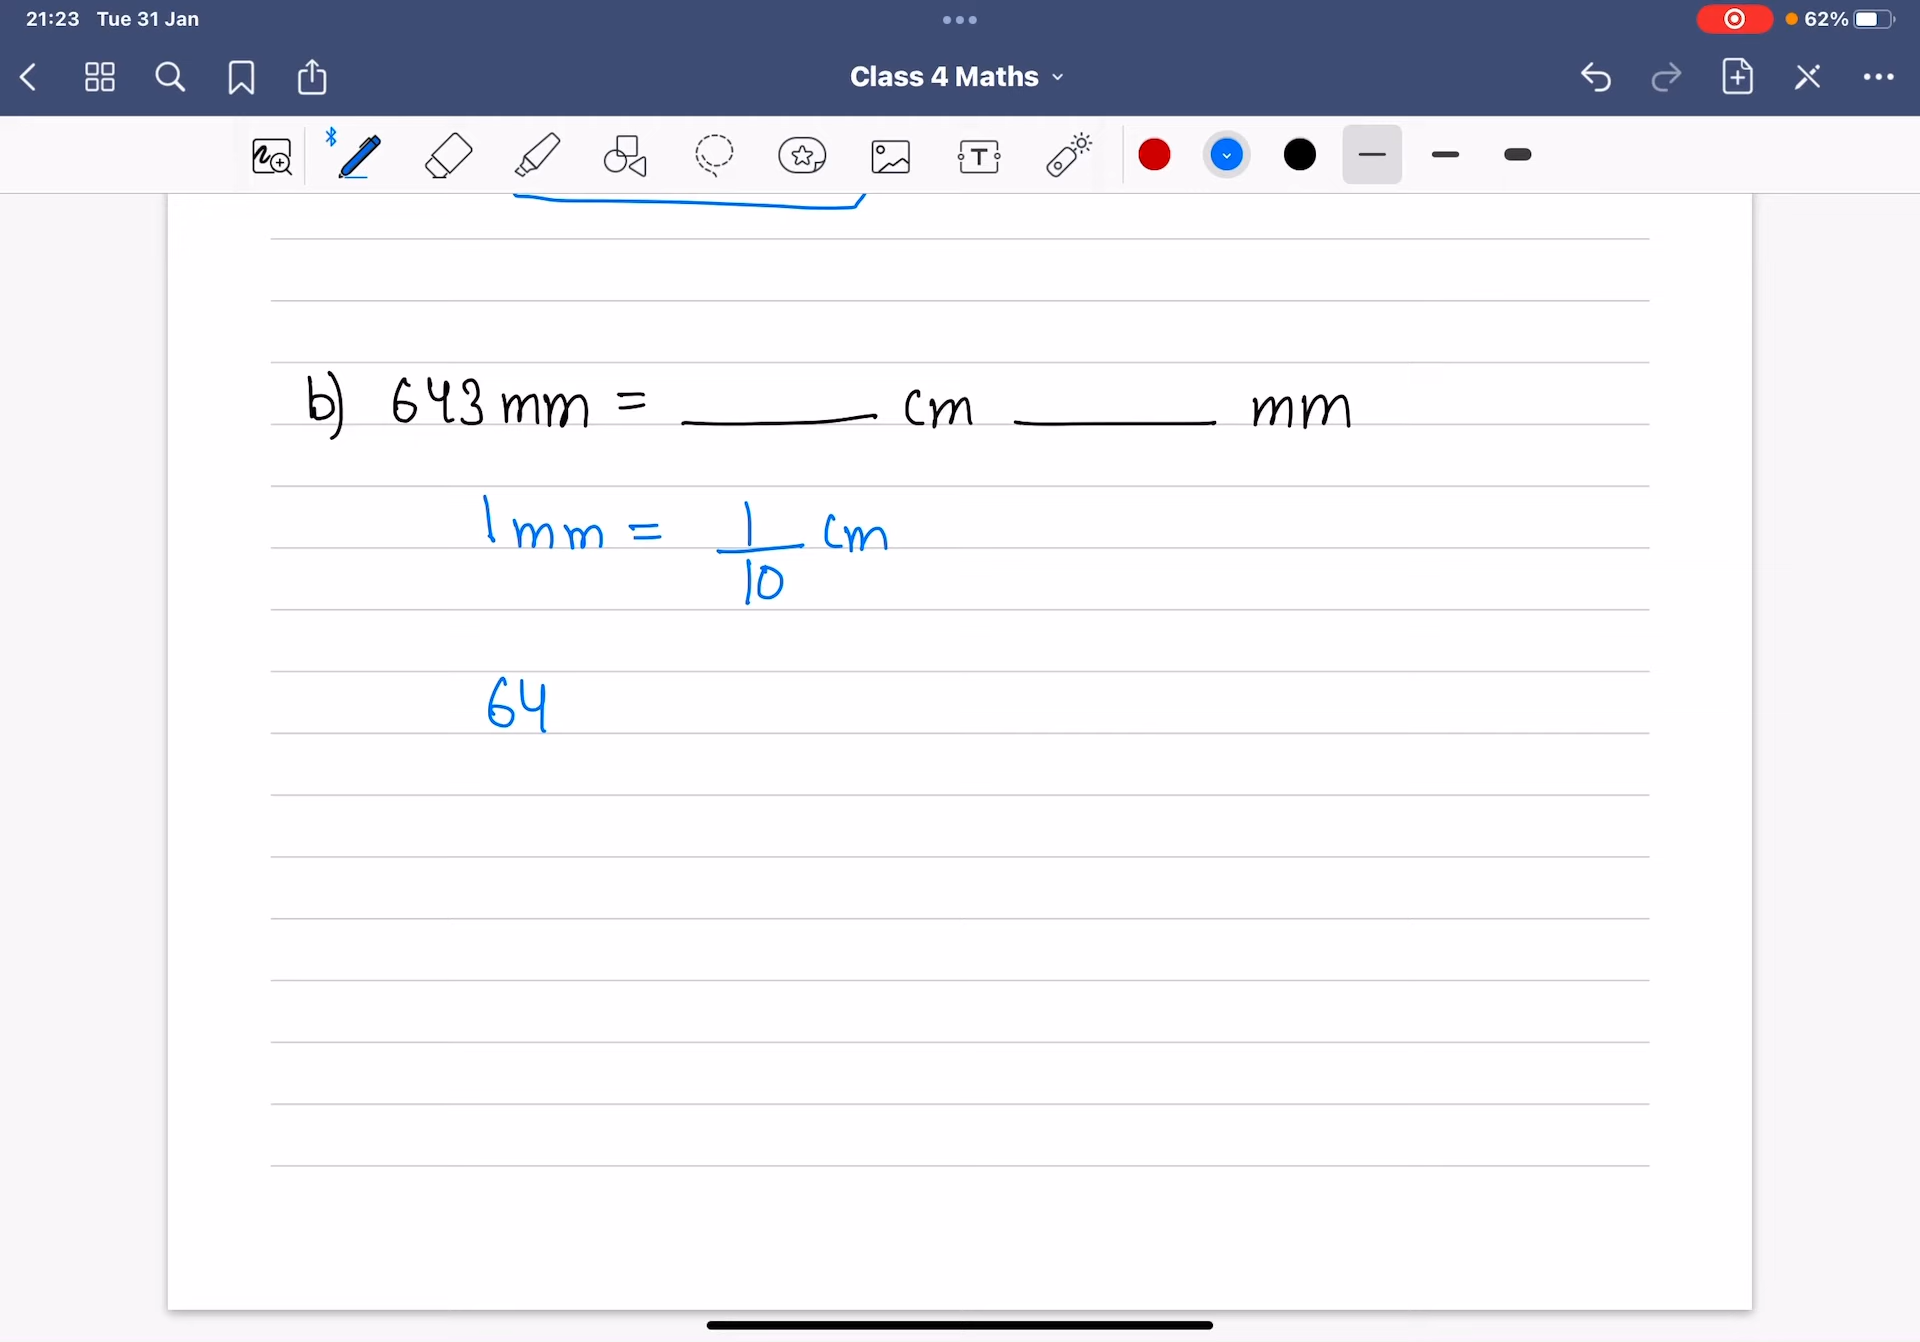 21:23 Tue 31 Jan 62%
Class 4 Maths
T
b) 643 mm = ______ cm ______ mm
1 mm = 1/10 cm
64